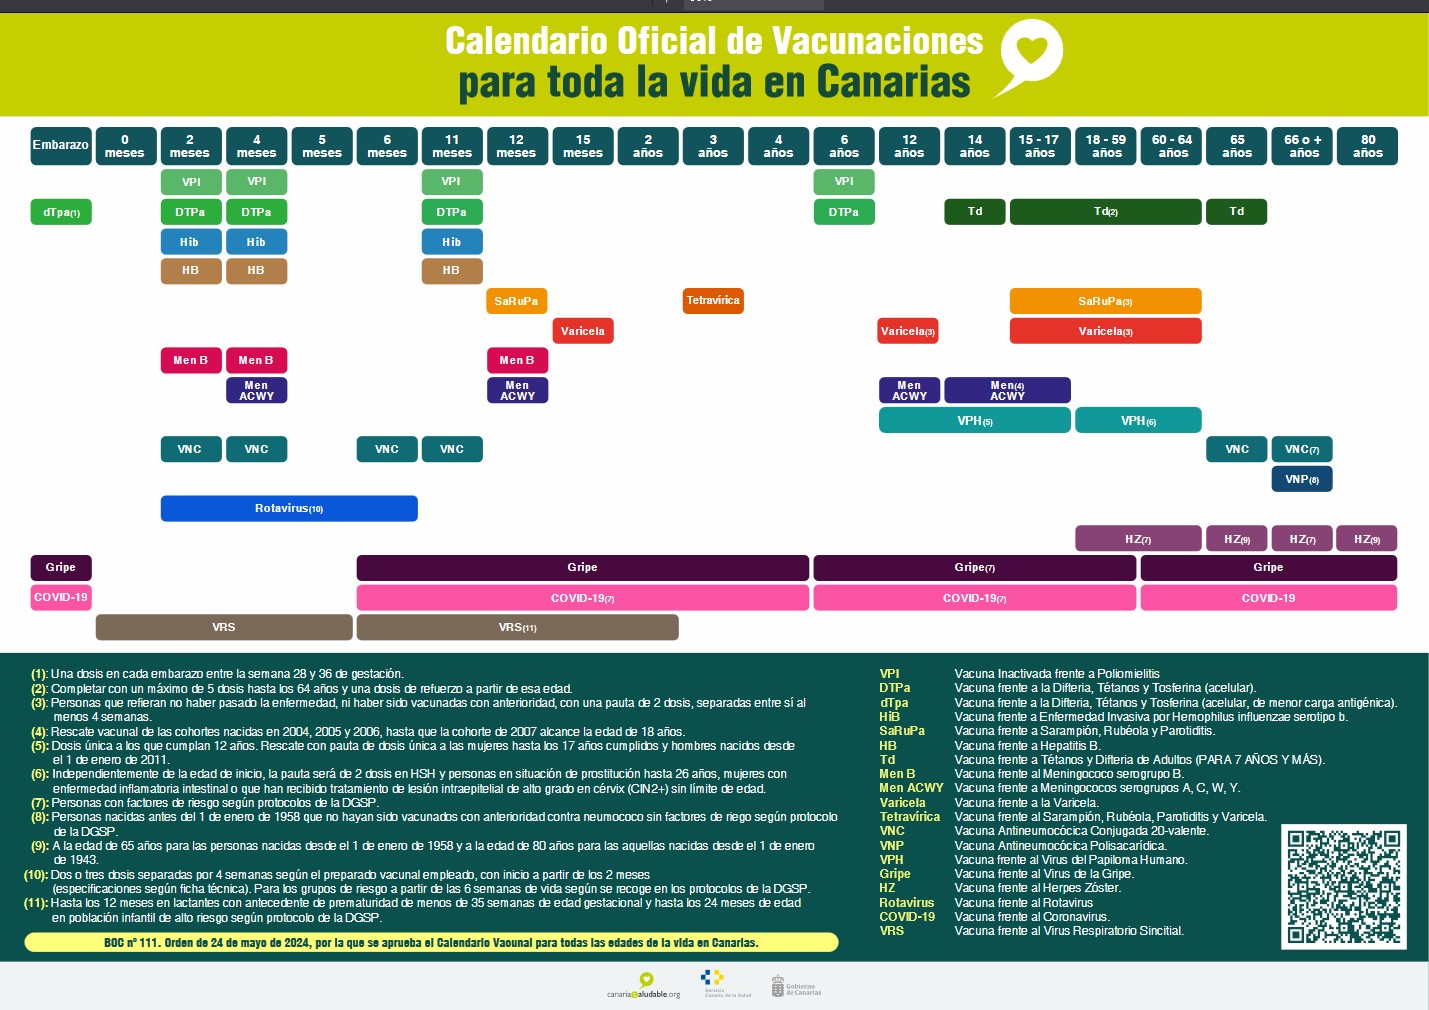 Calendario Oficial de Vacunaciones
para toda la vida en Canarias
Embarazo
0 meses
2 meses
4 meses
5 meses
6 meses
11 meses
12 meses
15 meses
2 años
3 años
4 años
6 años
12 años
14 años
15 - 17 años
18 - 59 años
60 - 64 años
65 años
66 o + años
80 años
VPI VPI VPI VPI
dTpa(1) DTPa DTPa DTPa DTPa Td Td(2) Td
Hib Hib Hib
HB HB HB
SaRuPa Tetravírica SaRuPa(3)
Varicela Varicela(3) Varicela(3)
Men B Men B Men B
Men ACWY Men ACWY Men ACWY Men(4) ACWY
VPH(5) VPH(6)
VNC VNC VNC VNC VNC VNC(7)
VNP(8)
Rotavirus(10)
HZ(7) HZ(9) HZ(7) HZ(9)
Gripe Gripe Gripe(7) Gripe
COVID-19 COVID-19(7) COVID-19(7) COVID-19
VRS VRS(11)
(1): Una dosis en cada embarazo entre la semana 28 y 36 de gestación.
(2): Completar con un máximo de 5 dosis hasta los 64 años y una dosis de refuerzo a partir de esa edad.
(3): Personas que refieran no haber pasado la enfermedad, ni haber sido vacunadas con anterioridad, con una pauta de 2 dosis, separadas entre sí al
menos 4 semanas.
(4): Rescate vacunal de las cohortes nacidas en 2004, 2005 y 2006, hasta que la cohorte de 2007 alcance la edad de 18 años.
(5): Dosis única a los que cumplan 12 años. Rescate con pauta de dosis única a las mujeres hasta los 17 años cumplidos y hombres nacidos desde
el 1 de enero de 2011.
(6): Independientemente de la edad de inicio, la pauta será de 2 dosis en HSH y personas en situación de prostitución hasta 26 años, mujeres con
enfermedad inflamatoria intestinal o que han recibido tratamiento de lesión intraepitelial de alto grado en cérvix (CIN2+) sin límite de edad.
(7): Personas con factores de riesgo según protocolos de la DGSP.
(8): Personas nacidas antes del 1 de enero de 1958 que no hayan sido vacunados con anterioridad contra neumococo sin factores de riego según protocolo
de la DGSP.
(9): A la edad de 65 años para las personas nacidas desde el 1 de enero de 1958 y a la edad de 80 años para las aquellas nacidas desde el 1 de enero
de 1943.
(10): Dos o tres dosis separadas por 4 semanas según el preparado vacunal empleado, con inicio a partir de los 2 meses
(especificaciones según ficha técnica). Para los grupos de riesgo a partir de las 6 semanas de vida según se recoge en los protocolos de la DGSP.
(11): Hasta los 12 meses en lactantes con antecedente de prematuridad de menos de 35 semanas de edad gestacional y hasta los 24 meses de edad
en población infantil de alto riesgo según protocolo de la DGSP.
BOC nº 111. Orden de 24 de mayo de 2024, por la que se aprueba el Calendario Vaounal para todas las edades de la vida en Canarias.
VPI Vacuna Inactivada frente a Poliomielitis
DTPa Vacuna frente a la Difteria, Tétanos y Tosferina (acelular).
dTpa Vacuna frente a la Difteria, Tétanos y Tosferina (acelular, de menor carga antigénica).
HiB Vacuna frente a Enfermedad Invasiva por Hemophilus influenzae serotipo b.
SaRuPa Vacuna frente a Sarampión, Rubéola y Parotiditis.
HB Vacuna frente a Hepatitis B.
Td Vacuna frente a Tétanos y Difteria de Adultos (PARA 7 AÑOS Y MÁS).
Men B Vacuna frente al Meningococo serogrupo B.
Men ACWY Vacuna frente a Meningococos serogrupos A, C, W, Y.
Varicela Vacuna frente a la Varicela.
Tetravírica Vacuna frente al Sarampión, Rubéola, Parotiditis y Varicela.
VNC Vacuna Antineumocócica Conjugada 20-valente.
VNP Vacuna Antineumocócica Polisacarídica.
VPH Vacuna frente al Virus del Papiloma Humano.
Gripe Vacuna frente al Virus de la Gripe.
HZ Vacuna frente al Herpes Zóster.
Rotavirus Vacuna frente al Rotavirus
COVID-19 Vacuna frente al Coronavirus.
VRS Vacuna frente al Virus Respiratorio Sincitial.
canariasaludable.org
Servicio
Canario de la Salud
Gobierno
de Canarias